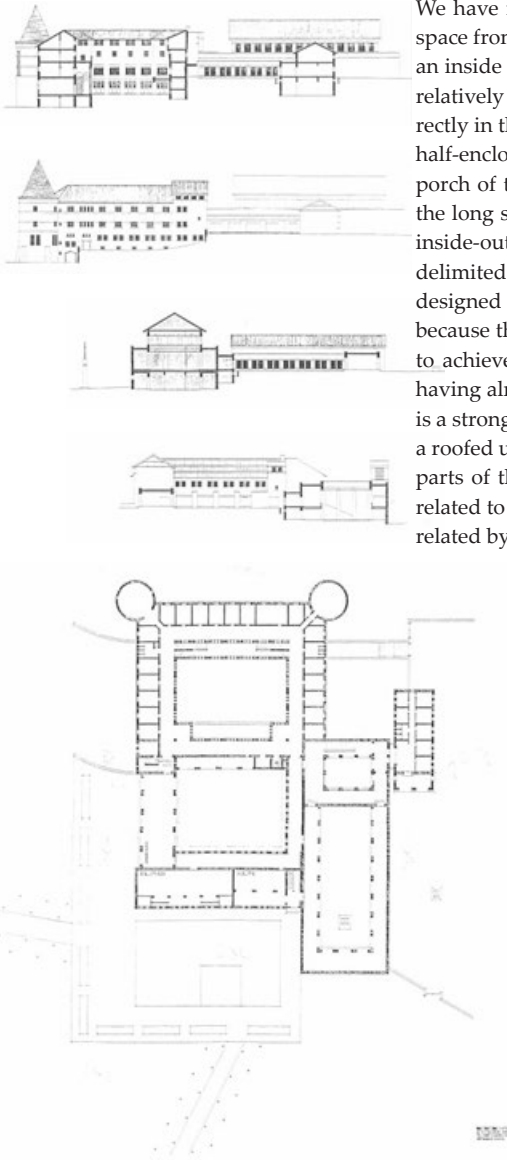 We have
space from
an inside
relatively
rectly in th
half-enclo
porch of t
the long s
inside-out
delimited
designed
because th
to achieve
having alr
is a strong
a roofed u
parts of th
related to
related by